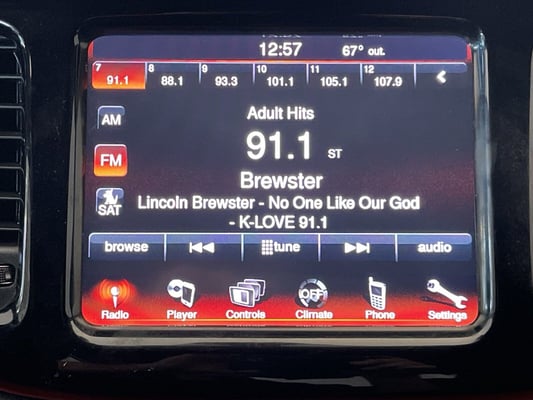 12:57 67° out.
7 8 9 10 11 12
91.1 88.1 93.3 101.1 105.1 107.9
AM
Adult Hits
FM
91.1 ST
Brewster
SAT
Lincoln Brewster - No One Like Our God
- K-LOVE 91.1
browse tune audio
OFF
Radio Player Controls Climate Phone Settings